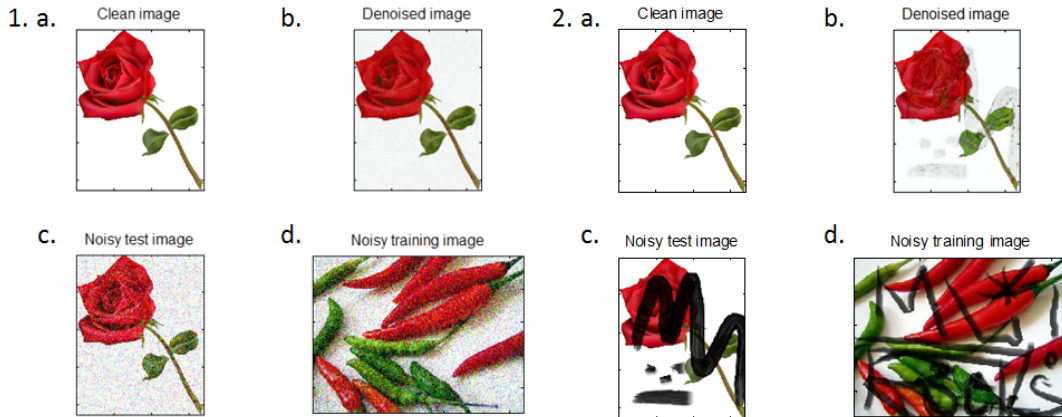 1. a. Clean image
b. Denoised image
2. a. Clean image
b. Denoised image
c. Noisy test image
d. Noisy training image
c. Noisy test image
d. Noisy training image